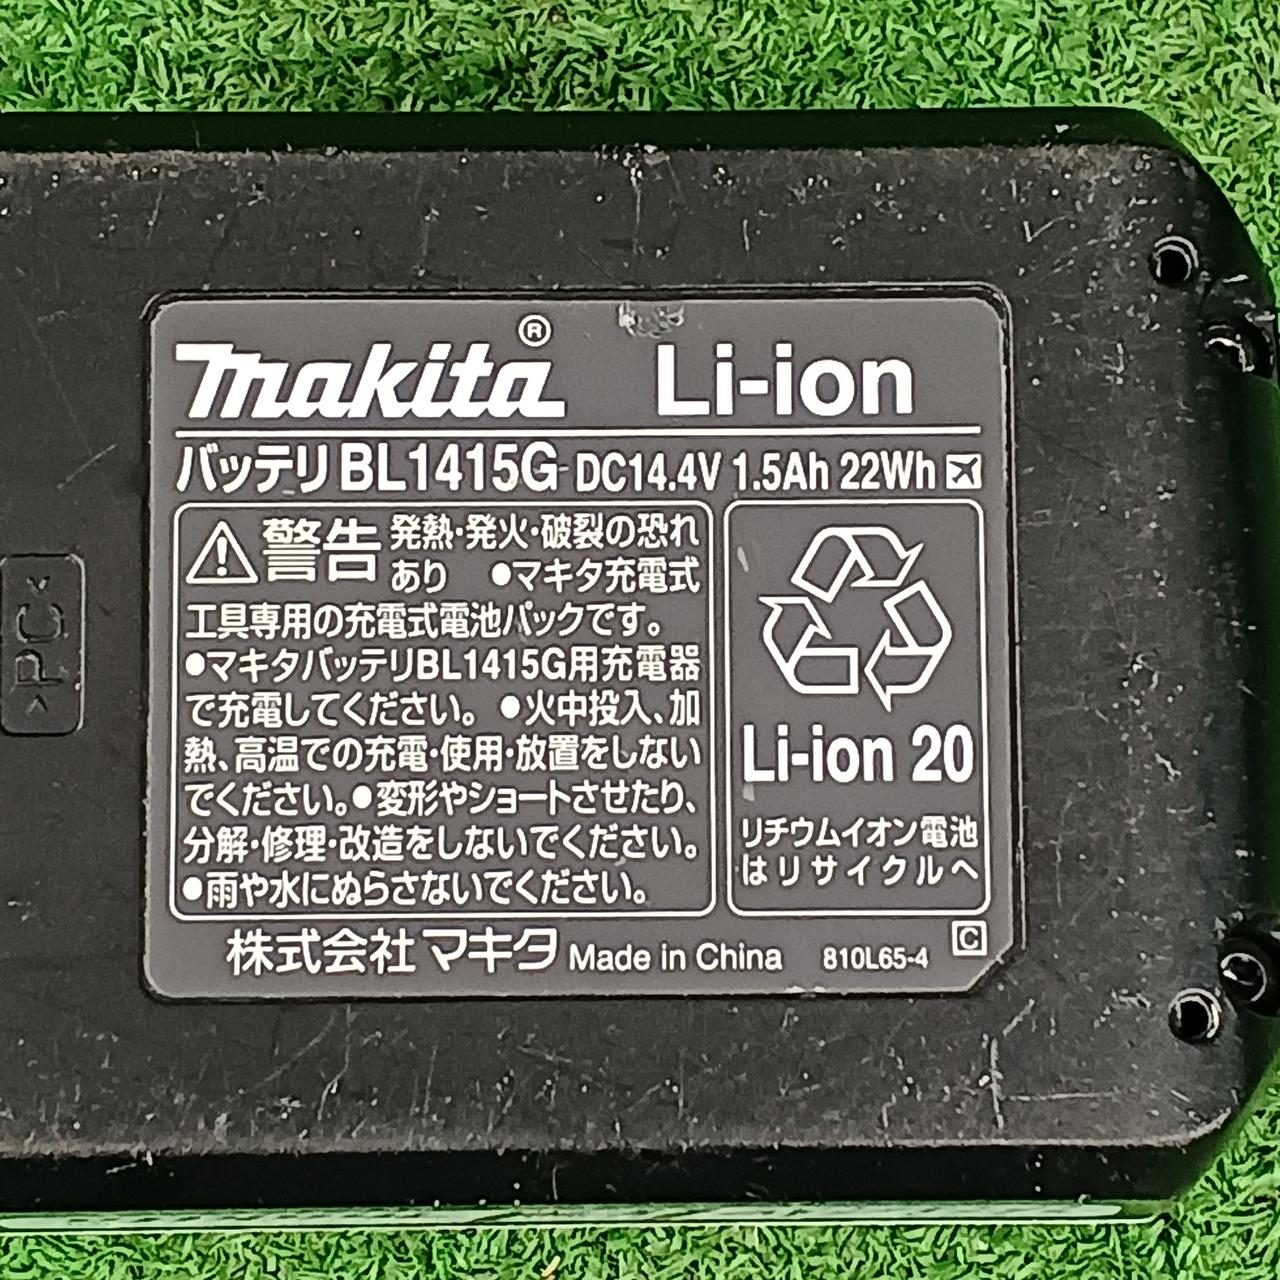 makita® Li-ion
バッテリ BL1415G DC14.4V 1.5Ah 22Wh
⚠警告 発熱・発火・破裂の恐れ
あり ●マキタ充電式
工具専用の充電式電池パックです。
●マキタバッテリBL1415G用充電器
で充電してください。 ●火中投入、加
熱、高温での充電・使用・放置をしない
でください。●変形やショートさせたり、
分解・修理・改造をしないでください。
●雨や水にぬらさないでください。
Li-ion 20
リチウムイオン電池
はリサイクルへ
株式会社マキタ Made in China 810L65-4 C
>PC<